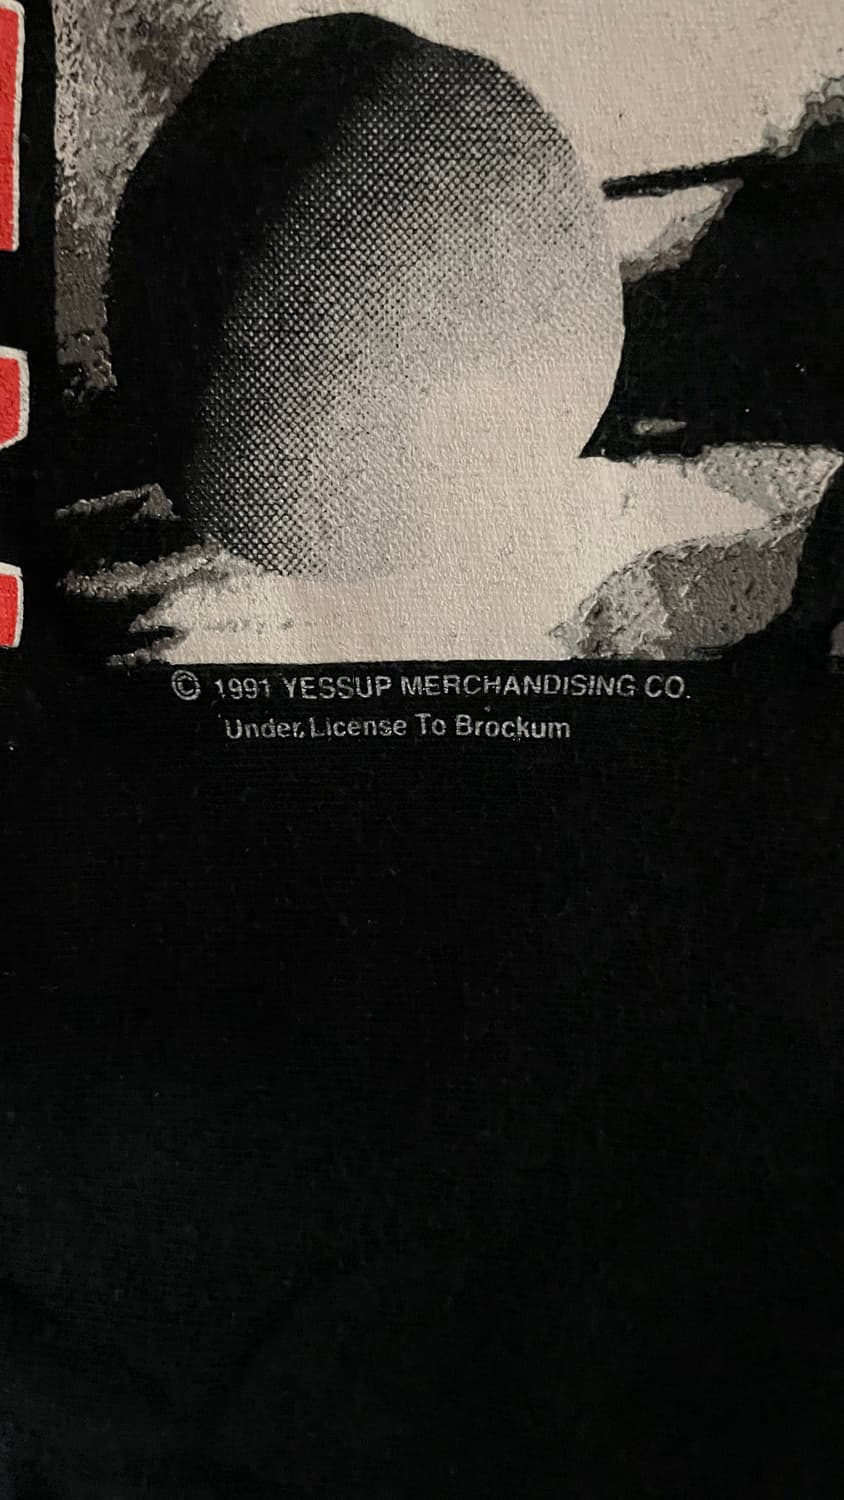 © 1991 YESSUP MERCHANDISING CO.
Under License To Brockum